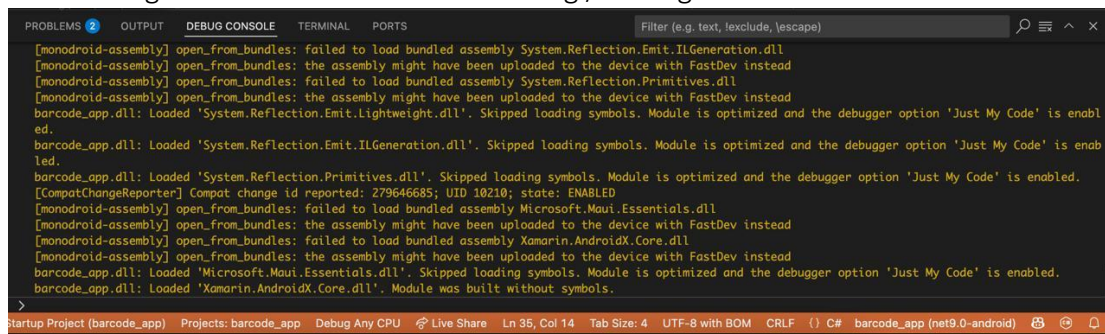 PROBLEMS 2 OUTPUT DEBUG CONSOLE TERMINAL PORTS Filter (e.g. text, !exclude, \escape)
[monodroid-assembly] open_from_bundles: failed to load bundled assembly System.Reflection.Emit.ILGeneration.dll
[monodroid-assembly] open_from_bundles: the assembly might have been uploaded to the device with FastDev instead
[monodroid-assembly] open_from_bundles: failed to load bundled assembly System.Reflection.Primitives.dll
[monodroid-assembly] open_from_bundles: the assembly might have been uploaded to the device with FastDev instead
barcode_app.dll: Loaded 'System.Reflection.Emit.Lightweight.dll'. Skipped loading symbols. Module is optimized and the debugger option 'Just My Code' is enabl
ed.
barcode_app.dll: Loaded 'System.Reflection.Emit.ILGeneration.dll'. Skipped loading symbols. Module is optimized and the debugger option 'Just My Code' is enab
led.
barcode_app.dll: Loaded 'System.Reflection.Primitives.dll'. Skipped loading symbols. Module is optimized and the debugger option 'Just My Code' is enabled.
[CompatChangeReporter] Compat change id reported: 279646685; UID 10210; state: ENABLED
[monodroid-assembly] open_from_bundles: failed to load bundled assembly Microsoft.Maui.Essentials.dll
[monodroid-assembly] open_from_bundles: the assembly might have been uploaded to the device with FastDev instead
[monodroid-assembly] open_from_bundles: failed to load bundled assembly Xamarin.AndroidX.Core.dll
[monodroid-assembly] open_from_bundles: the assembly might have been uploaded to the device with FastDev instead
barcode_app.dll: Loaded 'Microsoft.Maui.Essentials.dll'. Skipped loading symbols. Module is optimized and the debugger option 'Just My Code' is enabled.
barcode_app.dll: Loaded 'Xamarin.AndroidX.Core.dll'. Module was built without symbols.
>
Startup Project (barcode_app) Projects: barcode_app Debug Any CPU Live Share Ln 35, Col 14 Tab Size: 4 UTF-8 with BOM CRLF {} C# barcode_app (net9.0-android)